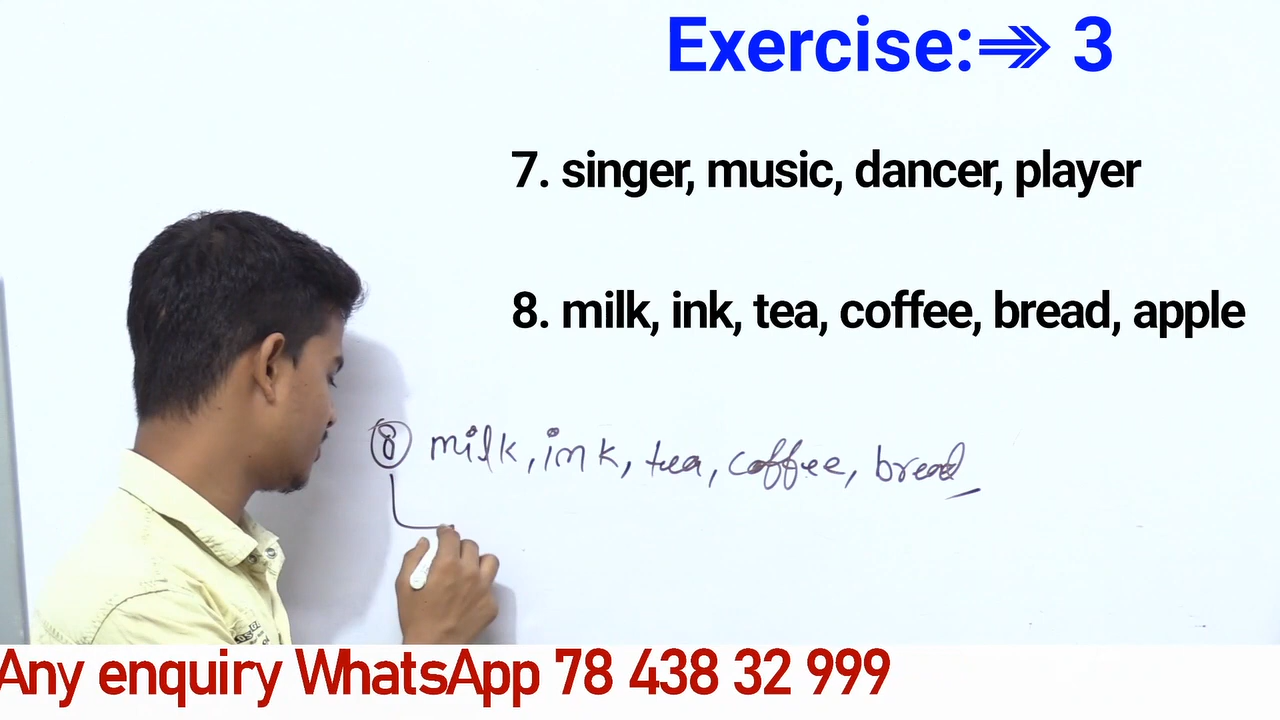 Exercise:⇛ 3
7. singer, music, dancer, player
8. milk, ink, tea, coffee, bread, apple
⑧ milk, ink, tea, coffee, bread
Any enquiry WhatsApp 78 438 32 999